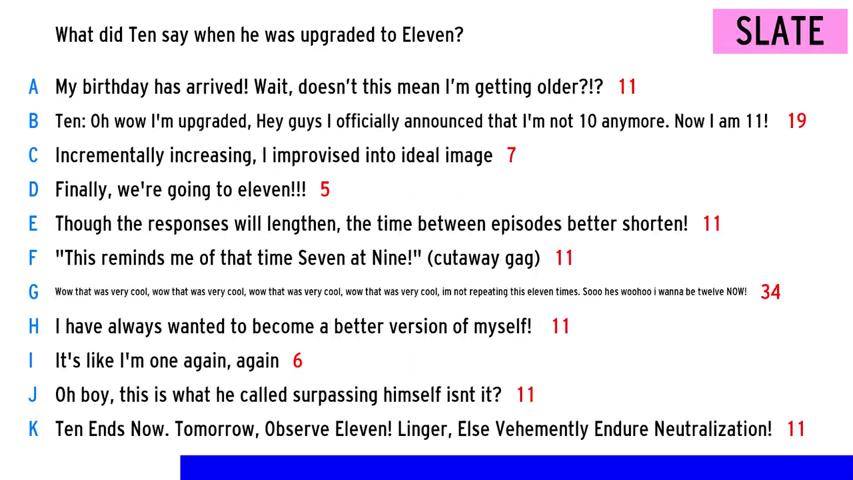 What did Ten say when he was upgraded to Eleven?
SLATE
A My birthday has arrived! Wait, doesn't this mean I'm getting older?!? 11
B Ten: Oh wow I'm upgraded, Hey guys I officially announced that I'm not 10 anymore. Now I am 11! 19
C Incrementally increasing, I improvised into ideal image 7
D Finally, we're going to eleven!!! 5
E Though the responses will lengthen, the time between episodes better shorten! 11
F "This reminds me of that time Seven at Nine!" (cutaway gag) 11
G Wow that was very cool, wow that was very cool, wow that was very cool, wow that was very cool, im not repeating this eleven times. Sooo hes woohoo i wanna be twelve NOW! 34
H I have always wanted to become a better version of myself! 11
I It's like I'm one again, again 6
J Oh boy, this is what he called surpassing himself isnt it? 11
K Ten Ends Now. Tomorrow, Observe Eleven! Linger, Else Vehemently Endure Neutralization! 11